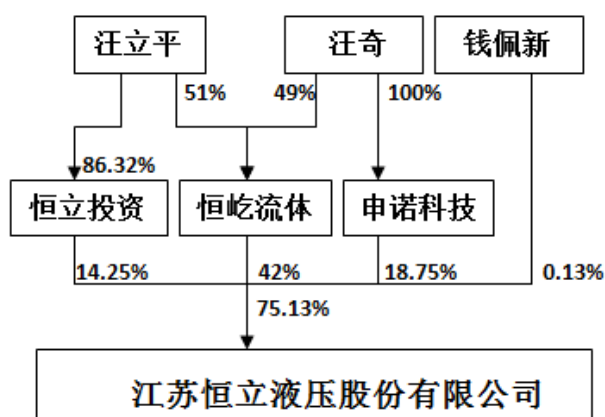 汪立平 汪奇 钱佩新
51% 49% 100%
86.32%
恒立投资 恒屹流体 申诺科技
14.25% 42% 18.75% 0.13%
75.13%
江苏恒立液压股份有限公司